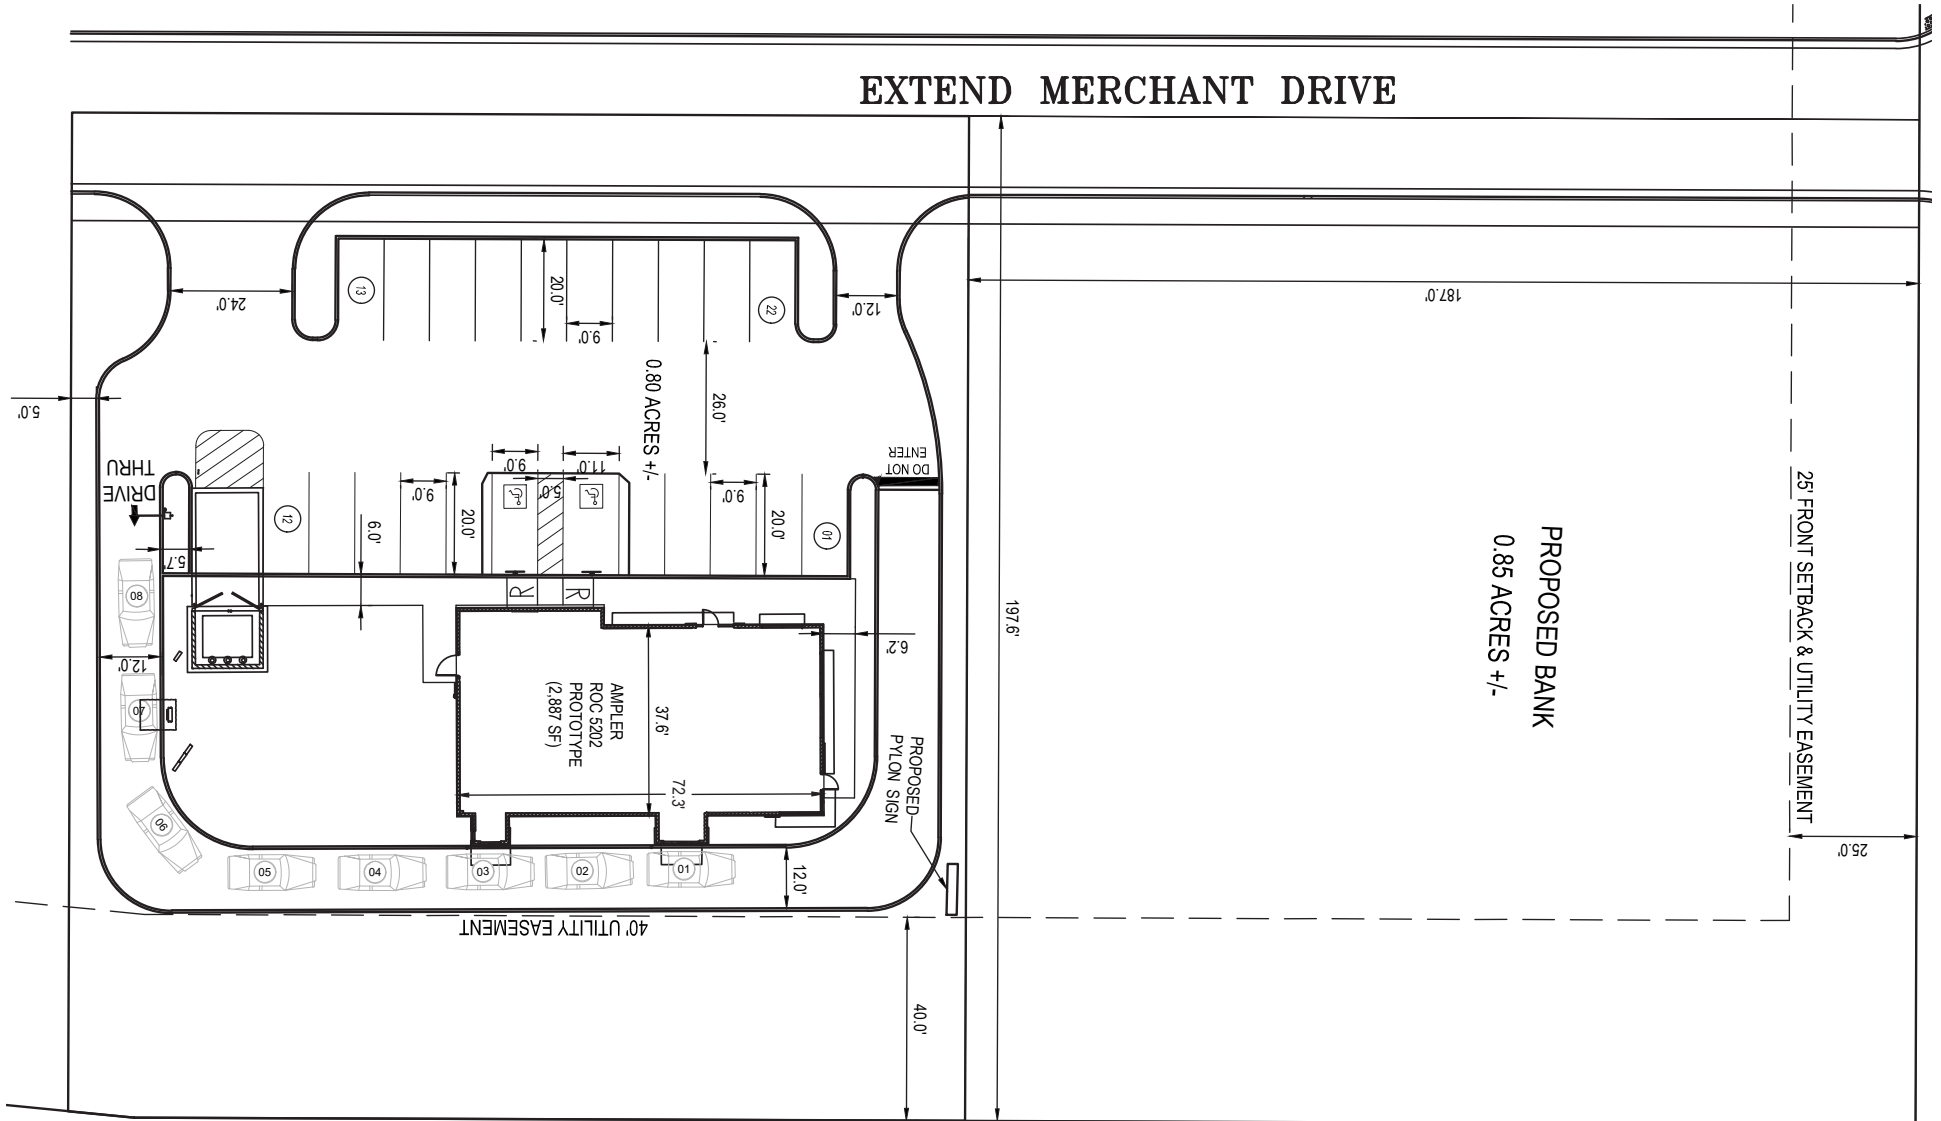 EXTEND MERCHANT DRIVE
24.0'
13
20.0'
9.0'
22
12.0'
187.0'
5.0'
0.80 ACRES +/-
26.0'
DO NOT
ENTER
DRIVE
THRU
12
9.0'
20.0'
6.0'
9.0'
5.0'
11.0'
9.0'
20.0'
01
5.7'
R
R
08
12.0'
07
06
05
04
03
02
01
6.2'
AMPLER
ROC 5202
PROTOTYPE
(2,887 SF)
37.6'
72.3'
12.0'
PROPOSED
PYLON SIGN
40' UTILITY EASEMENT
40.0'
197.6'
PROPOSED BANK
0.85 ACRES +/-
25' FRONT SETBACK & UTILITY EASEMENT
25.0'